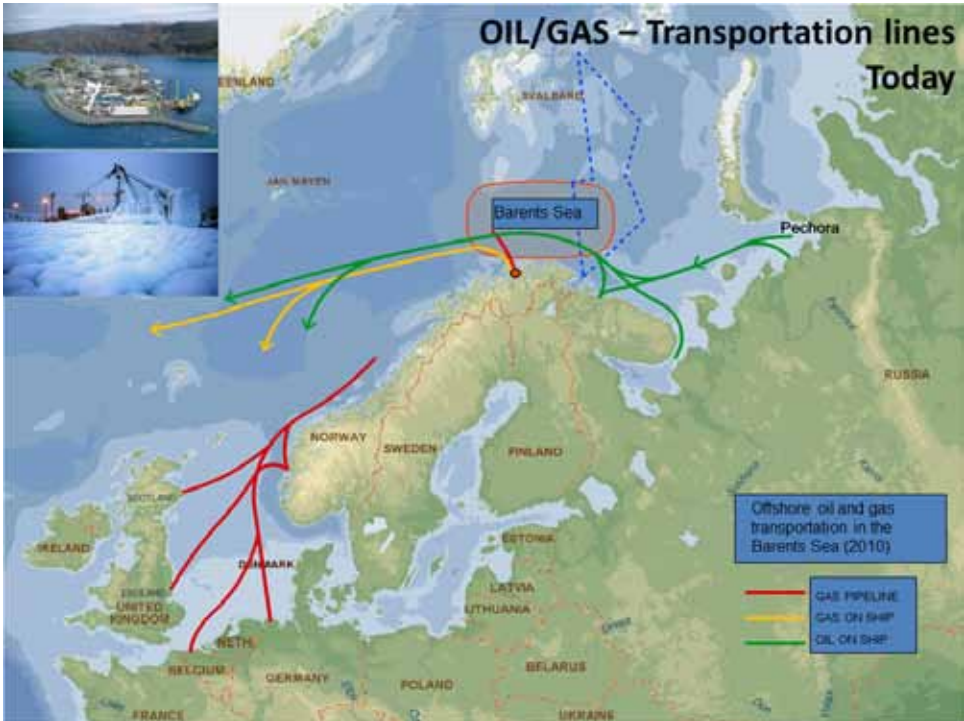 OIL/GAS – Transportation lines
Today
SVALBARD
JAN MAYEN
Barents Sea
Pechora
RUSSIA
NORWAY
SWEDEN
FINLAND
SCOTLAND
IRELAND
ESTONIA
DENMARK
LATVIA
LITHUANIA
UNITED
KINGDOM
NETH.
BELGIUM
GERMANY
POLAND
BELARUS
UKRAINE
FRANCE
Offshore oil and gas
transportation in the
Barents Sea (2010)
GAS PIPELINE
GAS ON SHIP
OIL ON SHIP